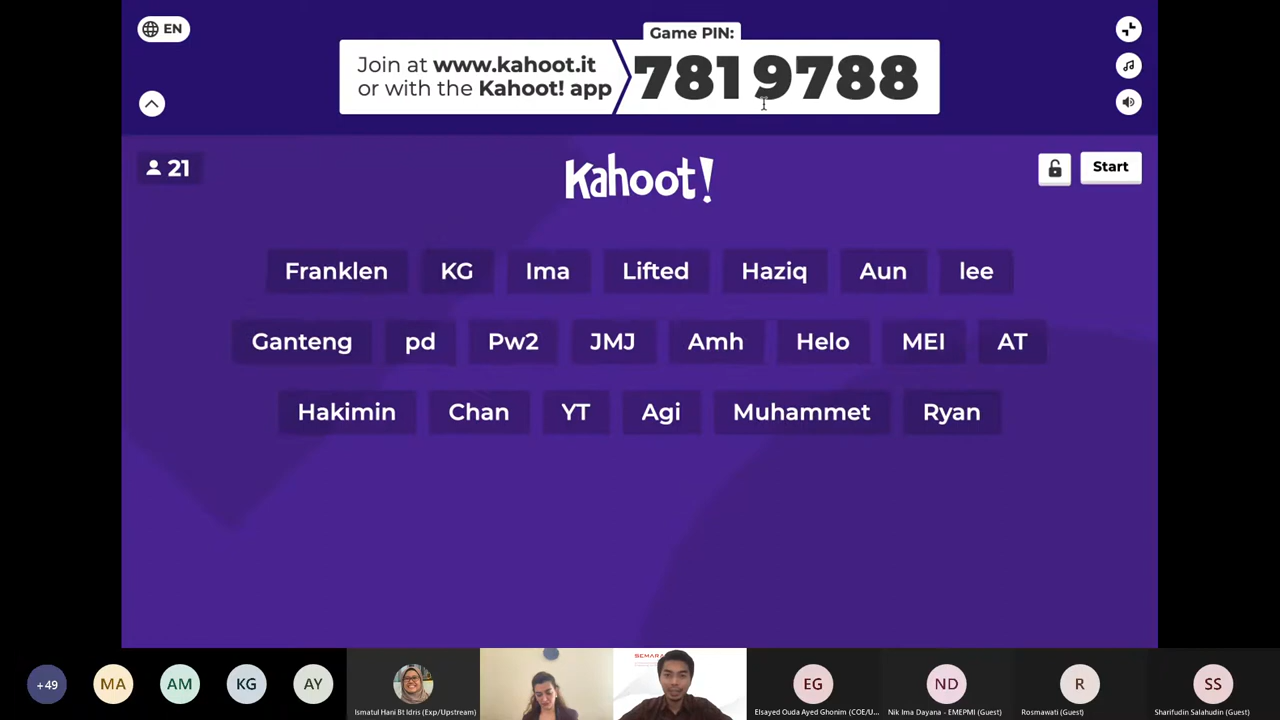 EN
Game PIN:
Join at www.kahoot.it
or with the Kahoot! app
7819788
21
Kahoot!
Start
Franklen KG Ima Lifted Haziq Aun lee
Ganteng pd Pw2 JMJ Amh Helo MEI AT
Hakimin Chan YT Agi Muhammet Ryan
SEMARA
+49 MA AM KG AY EG ND R SS
Ismatul Hani Bt Idris (Exp/Upstream) Elsayed Ouda Ayed Ghonim (COE/U... Nik Ima Dayana - EMEPMI (Guest) Rosmawati (Guest) Sharifudin Salahudin (Guest)